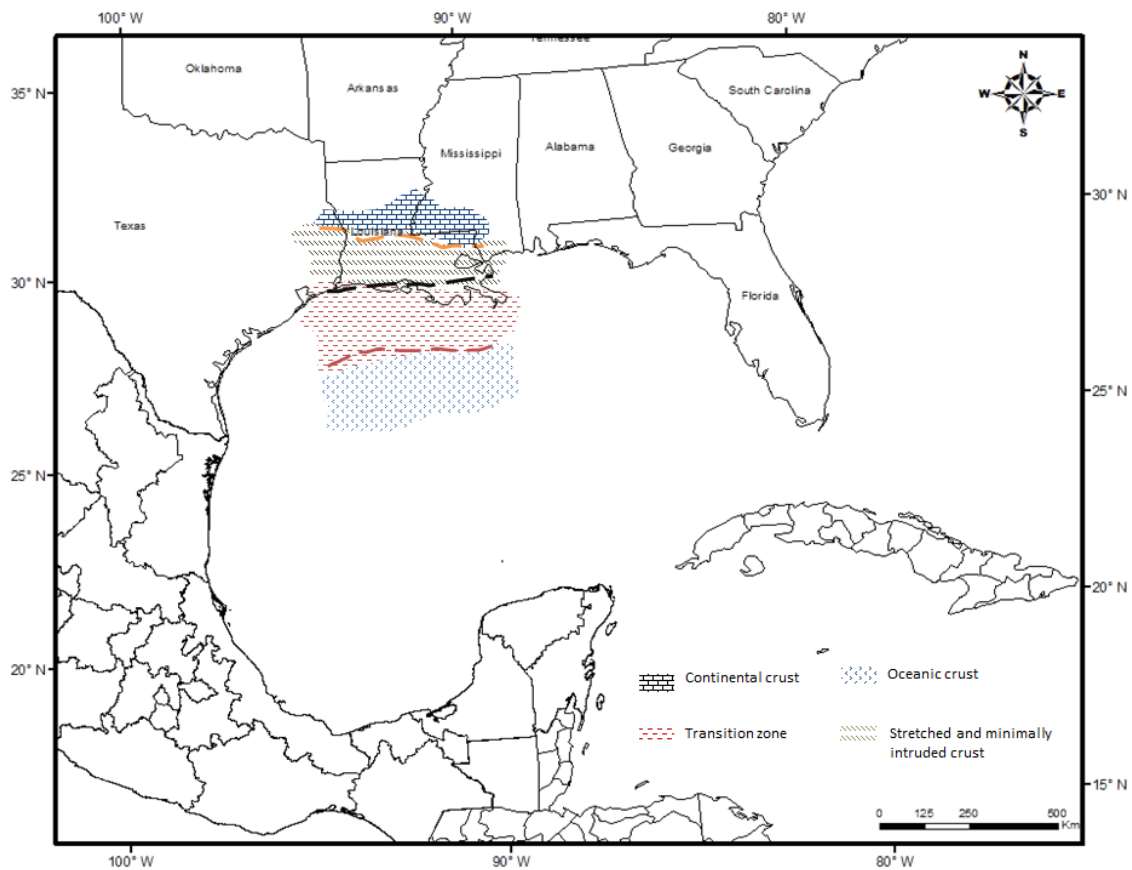 100° W 90° W 80° W
Tennessee
N
Oklahoma
Arkansas
South Carolina
35° N
W E
S
Mississippi
Alabama
Georgia
30° N
Texas
Louisiana
30° N
Florida
25° N
25° N
20° N
20° N
Continental crust
Oceanic crust
Transition zone
Stretched and minimally
intruded crust
15° N
0 125 250 500
Km
100° W 90° W 80° W